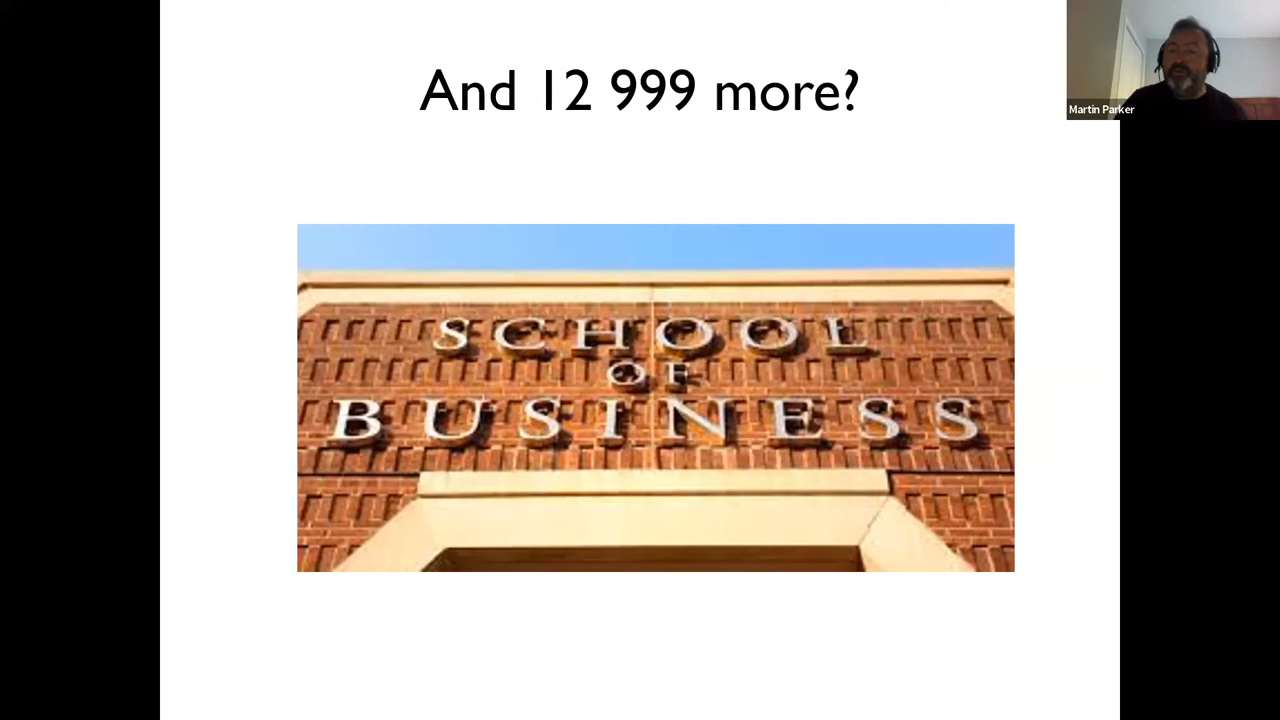 And 12 999 more?
Martin Parker
SCHOOL
OF
BUSINESS